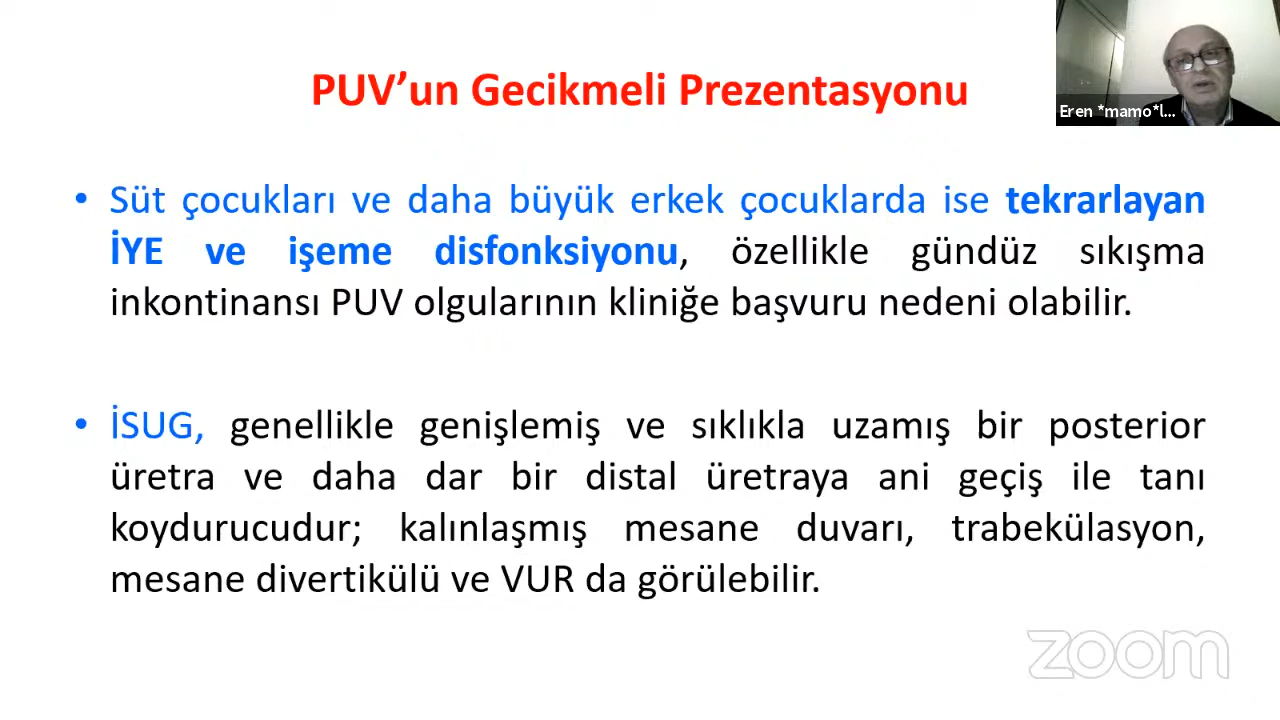 PUV’un Gecikmeli Prezentasyonu
Eren *mamo*l...
• Süt çocukları ve daha büyük erkek çocuklarda ise tekrarlayan
İYE ve işeme disfonksiyonu, özellikle gündüz sıkışma
inkontinansı PUV olgularının kliniğe başvuru nedeni olabilir.
• İSUG, genellikle genişlemiş ve sıklıkla uzamış bir posterior
üretra ve daha dar bir distal üretraya ani geçiş ile tanı
koydurucudur; kalınlaşmış mesane duvarı, trabekülasyon,
mesane divertikülü ve VUR da görülebilir.
zoom